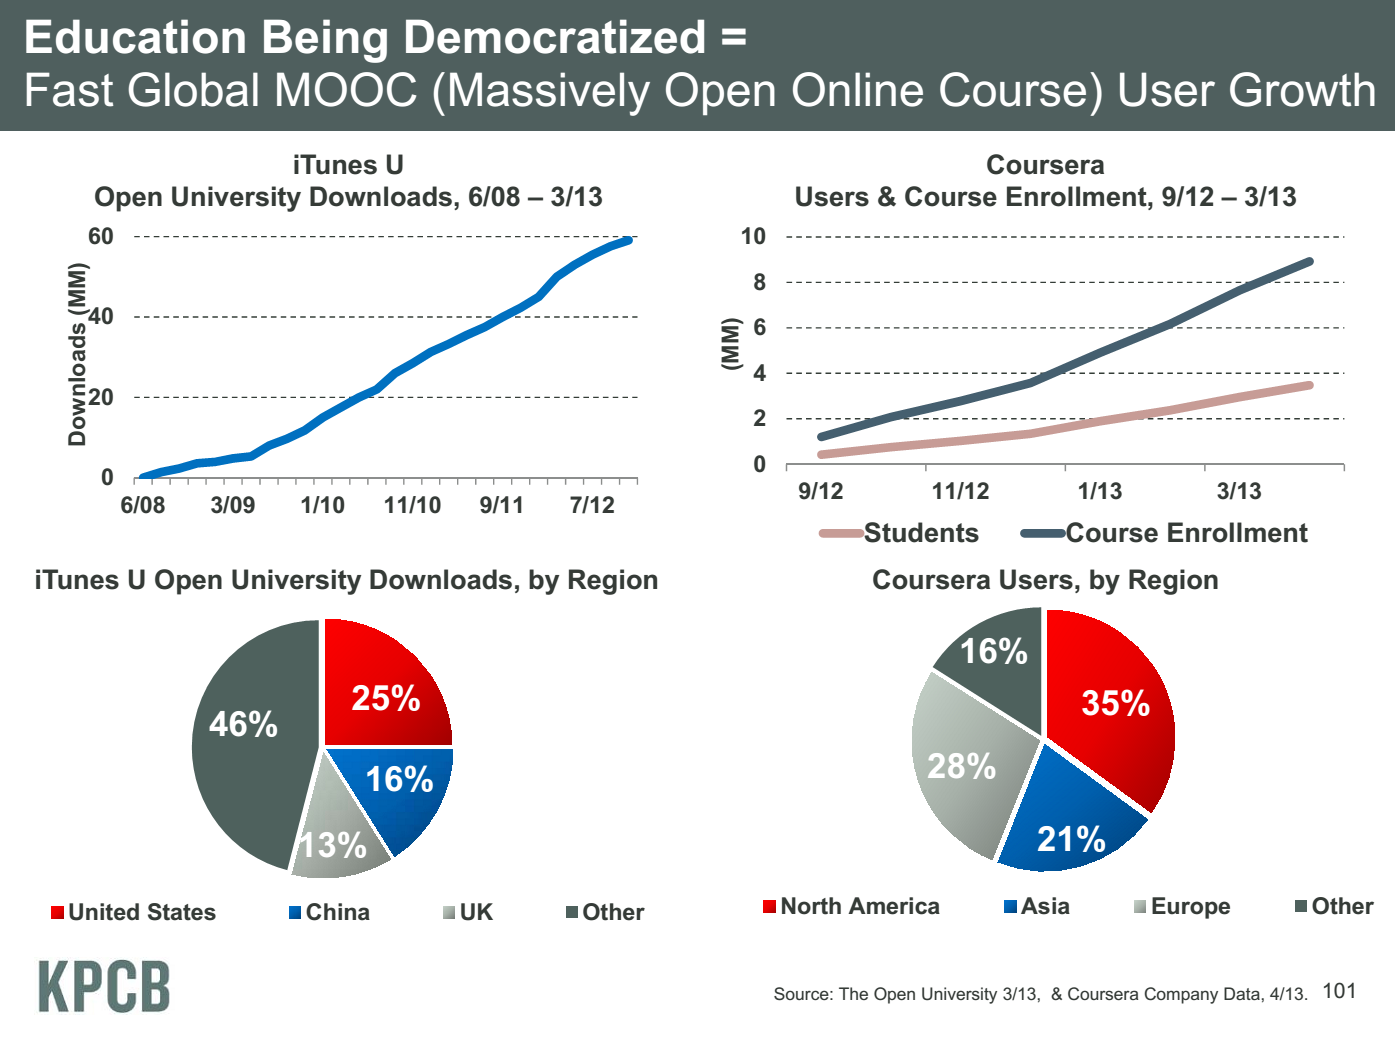 Education Being Democratized =
Fast Global MOOC (Massively Open Online Course) User Growth
iTunes U
Open University Downloads, 6/08 – 3/13
Downloads (MM)
60
40
20
0
6/08 3/09 1/10 11/10 9/11 7/12
Coursera
Users & Course Enrollment, 9/12 – 3/13
(MM)
10
8
6
4
2
0
9/12 11/12 1/13 3/13
Students Course Enrollment
iTunes U Open University Downloads, by Region
25%
46%
16%
13%
United States China UK Other
Coursera Users, by Region
16%
35%
28%
21%
North America Asia Europe Other
KPCB
Source: The Open University 3/13, & Coursera Company Data, 4/13. 101